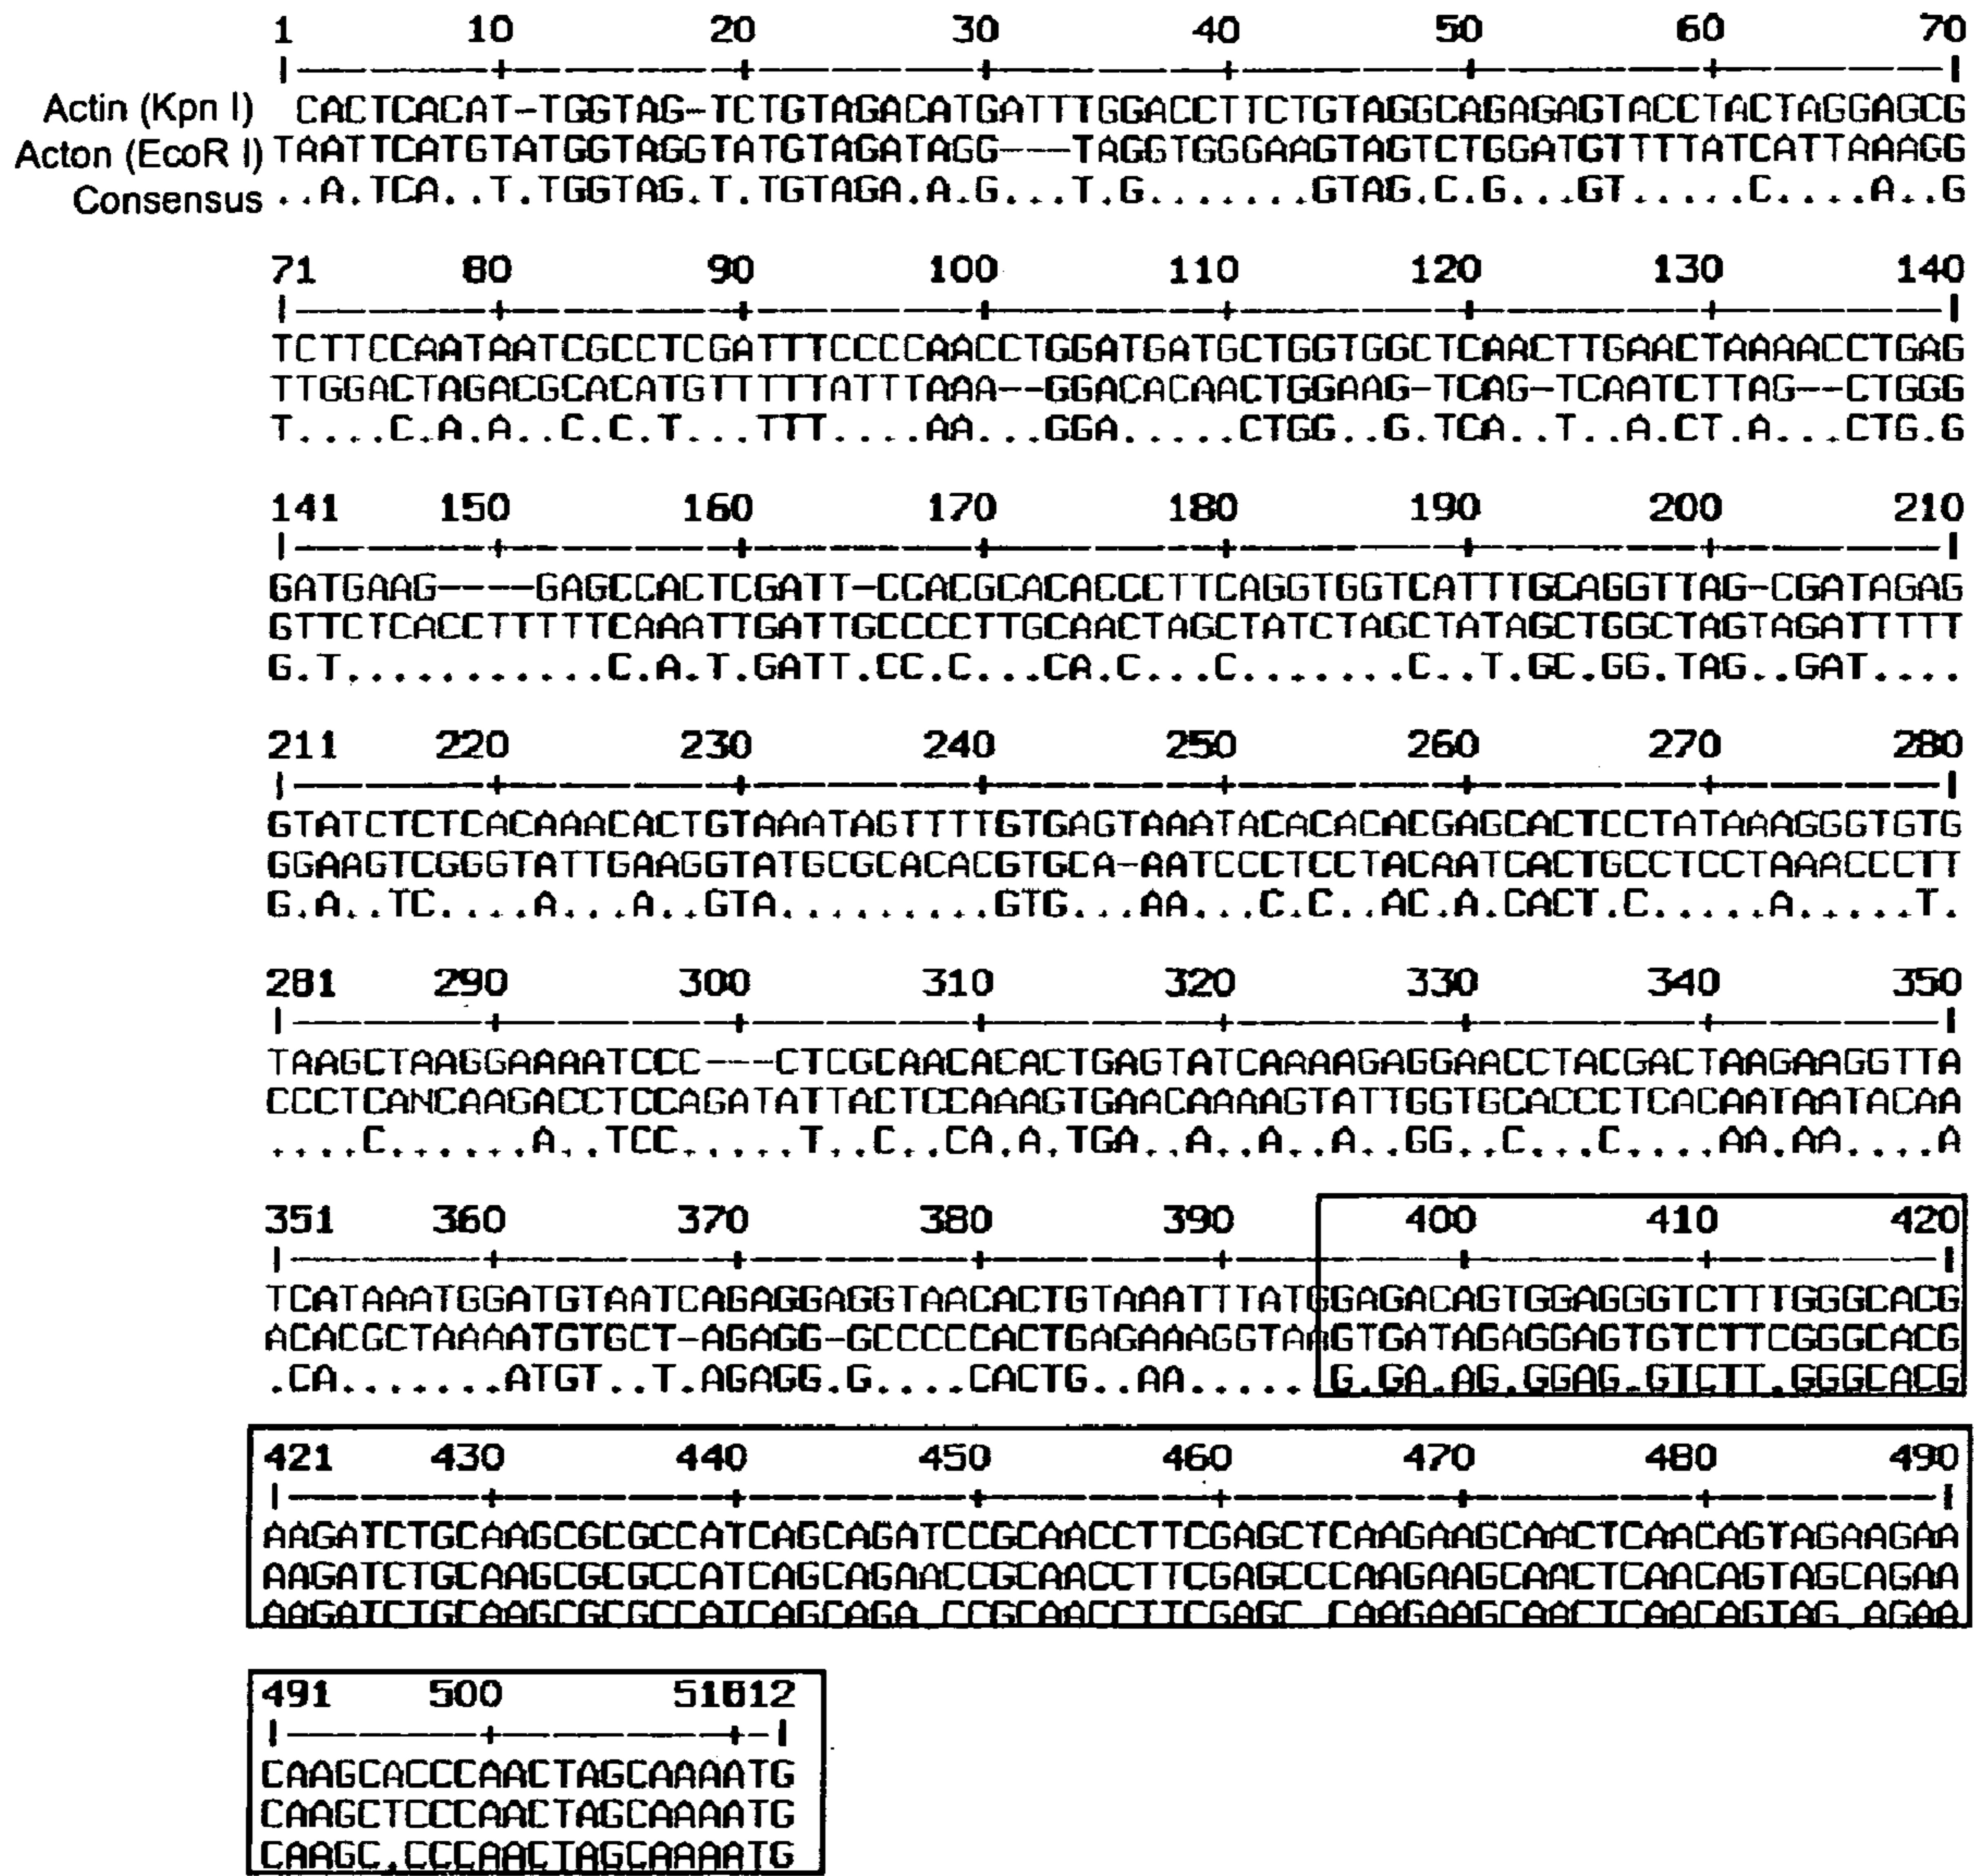 1 10 20 30 40 50 60 70
Actin (Kpn I) CACTCACAT-TGGTAG-TCTGTAGACATGATTTGGACCTTCTGTAGGCAGAGAGTACCTACTAGGAGCG
Acton (EcoR I) TAATTCATGTATGGTAGGTATGTAGATAGG---TAGGTGGGAAGTAGTCTGGATGTTTTATCATTAAAGG
Consensus ..A.TCA..T.TGGTAG.T.TGTAGA.A.G...T.G.......GTAG.C.G...GT.....C....A..G
71 80 90 100 110 120 130 140
TCTTCCAATAATCGCCTCGATTTCCCCAACCTGGATGATGCTGGTGGCTCAACTTGAACTAAAACCTGAG
TTGGACTAGACGCACATGTTTTTATTTAAA--GGACACAACTGGAAG-TCAG-TCAATCTTAG--CTGGG
T....C.A.A..C.C.T...TTT....AA...GGA.....CTGG..G.TCA..T..A.CT.A...CTG.G
141 150 160 170 180 190 200 210
GATGAAG----GAGCCACTCGATT-CCACGCACACCCTTCAGGTGGTCATTTGCAGGTTAG-CGATAGAG
GTTCTCACCTTTTTCAAATTGATTGCCCCTTGCAACTAGCTATCTAGCTATAGCTGGCTAGTAGATTTTT
G.T...........C.A.T.GATT.CC.C...CA.C...C.......C..T.GC.GG.TAG..GAT....
211 220 230 240 250 260 270 280
GTATCTCTCACAAACACTGTAAATAGTTTTGTGAGTAAATACACACACGAGCACTCCTATAAAGGGTGTG
GGAAGTCGGGTATTGAAGGTATGCGCACACGTGCA-AATCCCTCCTACAATCACTGCCTCCTAAACCCTT
G.A..TC....A...A..GTA.........GTG...AA...C.C..AC.A.CACT.C.....A.....T.
281 290 300 310 320 330 340 350
TAAGCTAAGGAAAATCCC---CTCGCAACACACTGAGTATCAAAAGAGGAACCTACGACTAAGAAGGTTA
CCCTCANCAAGACCTCCAGATATTACTCCAAAGTGAACAAAAGTATTGGTGCACCCTCACAATAATACAA
....C......A..TCC.....T..C..CA.A.TGA..A..A..A..GG..C...C....AA.AA....A
351 360 370 380 390 400 410 420
TCATAAATGGATGTAATCAGAGGAGGTAACACTGTAAATTTATGGAGACAGTGGAGGGTCTTTGGGCACG
ACACGCTAAAATGTGCT-AGAGG-GCCCCCACTGAGAAAGGTAAGTGATAGAGGAGTGTCTTCGGGCACG
.CA.......ATGT..T.AGAGG.G....CACTG..AA.....G.GA.AG.GGAG.GTCTT.GGGCACG
421 430 440 450 460 470 480 490
AAGATCTGCAAGCGCGCCATCAGCAGATCCGCAACCTTCGAGCTCAAGAAGCAACTCAACAGTAGAAGAA
AAGATCTGCAAGCGCGCCATCAGCAGAACCGCAACCTTCGAGCCCAAGAAGCAACTCAACAGTAGCAGAA
AAGATCTGCAAGCGCGCCATCAGCAGA CCGCAACCTTCGAGC CAAGAAGCAACTCAACAGTAG AGAA
491 500
CAAGCACCCAACTAGCAAAATG
CAAGCTCCCAACTAGCAAAATG
CAAGC.CCCAACTAGCAAAATG